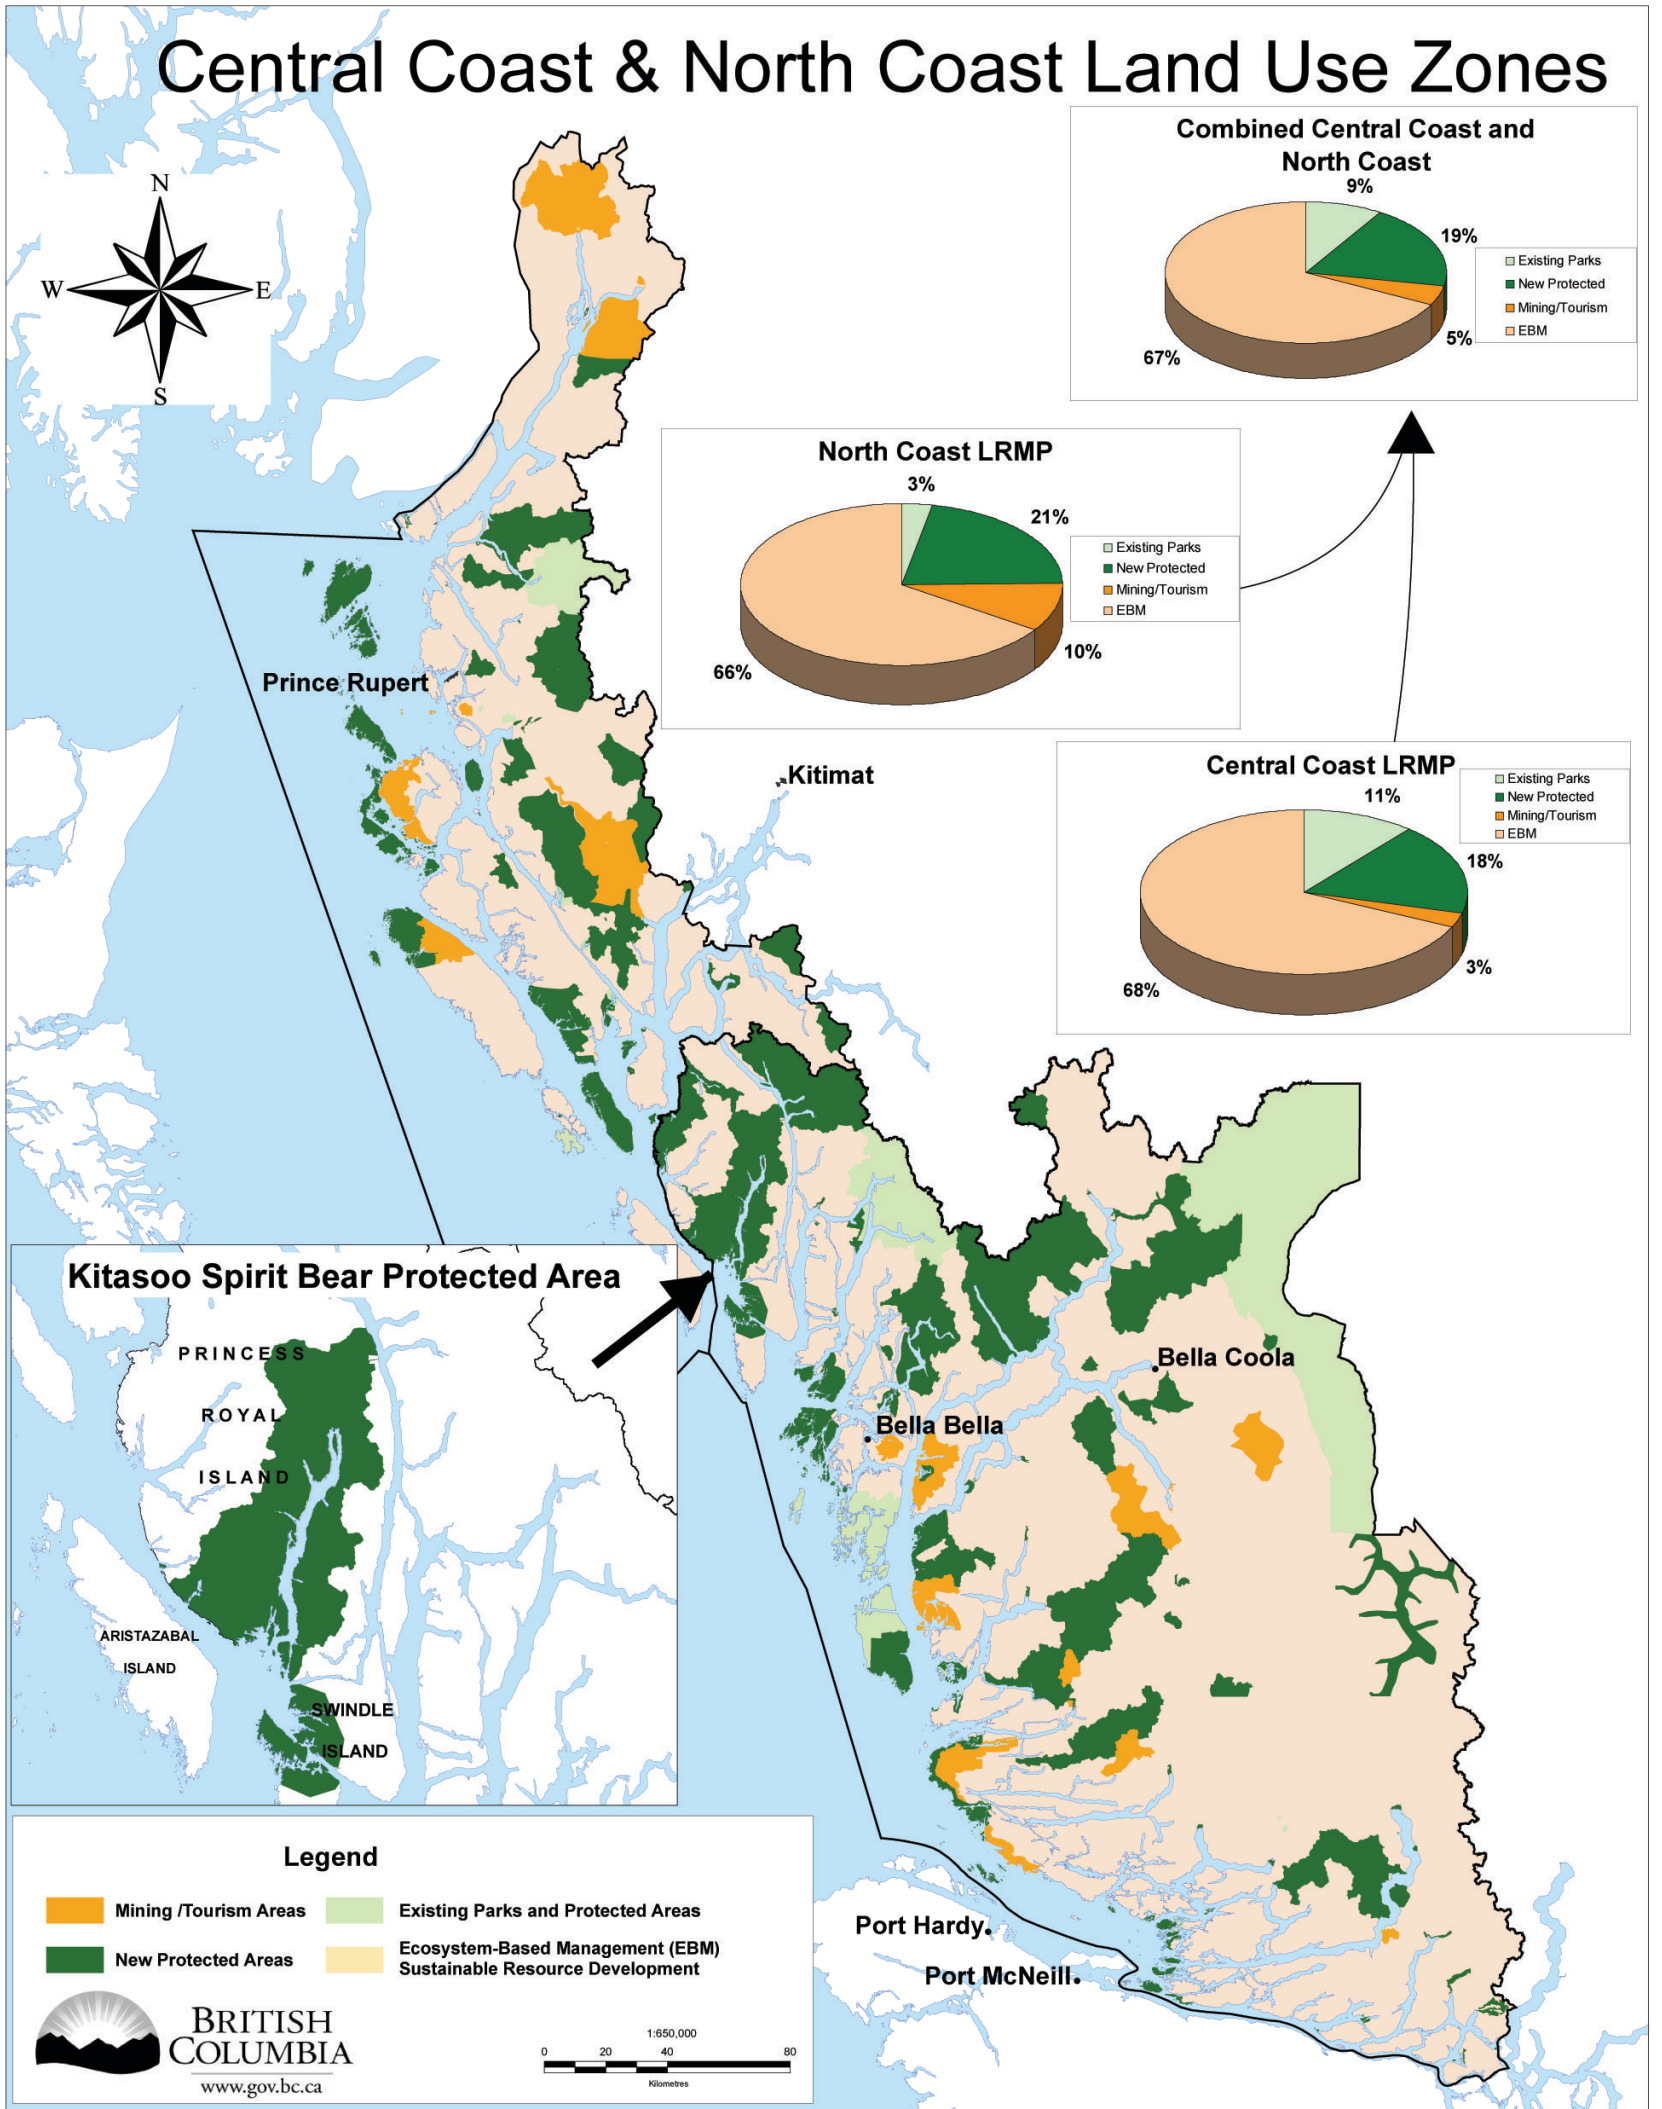 Central Coast & North Coast Land Use Zones
N
W
E
S
Combined Central Coast and
North Coast
9%
19%
5%
67%
Existing Parks
New Protected
Mining/Tourism
EBM
North Coast LRMP
3%
21%
10%
66%
Existing Parks
New Protected
Mining/Tourism
EBM
Central Coast LRMP
11%
18%
3%
68%
Existing Parks
New Protected
Mining/Tourism
EBM
Prince Rupert
Kitimat
Bella Coola
Bella Bella
Port Hardy
Port McNeill
Kitasoo Spirit Bear Protected Area
PRINCESS
ROYAL
ISLAND
ARISTAZABAL
ISLAND
SWINDLE
ISLAND
Legend
Mining /Tourism Areas
Existing Parks and Protected Areas
New Protected Areas
Ecosystem-Based Management (EBM)
Sustainable Resource Development
BRITISH
COLUMBIA
www.gov.bc.ca
1:650,000
0 20 40 80
Kilometres